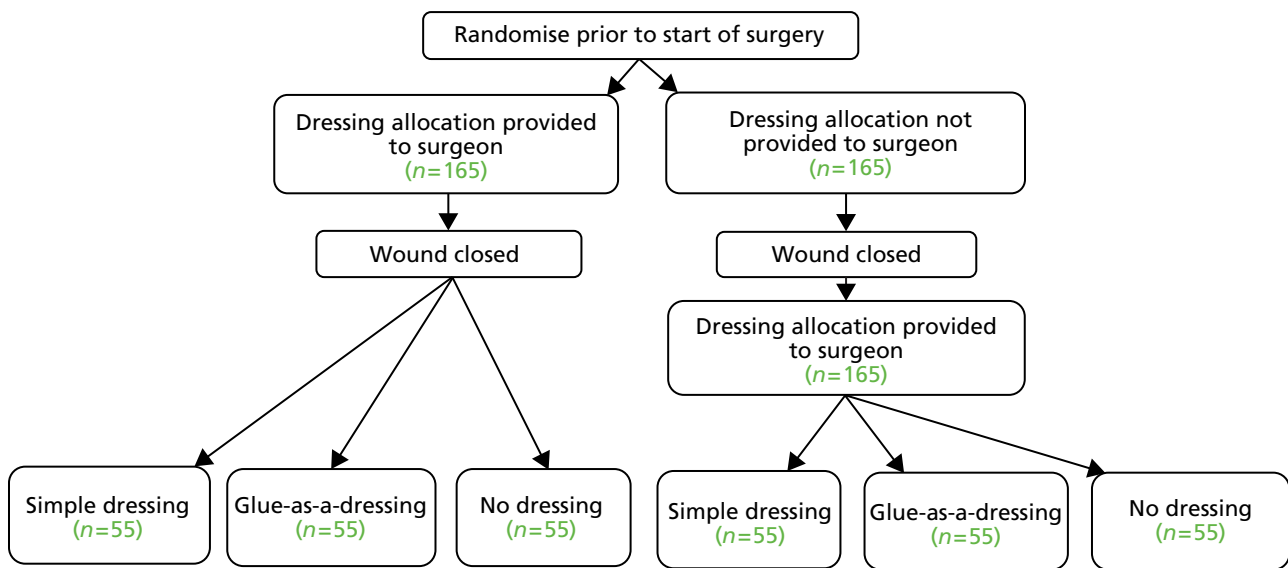 Randomise prior to start of surgery
Dressing allocation provided
to surgeon
(n=165)
Dressing allocation not
provided to surgeon
(n=165)
Wound closed
Wound closed
Dressing allocation provided
to surgeon
(n=165)
Simple dressing
(n=55)
Glue-as-a-dressing
(n=55)
No dressing
(n=55)
Simple dressing
(n=55)
Glue-as-a-dressing
(n=55)
No dressing
(n=55)